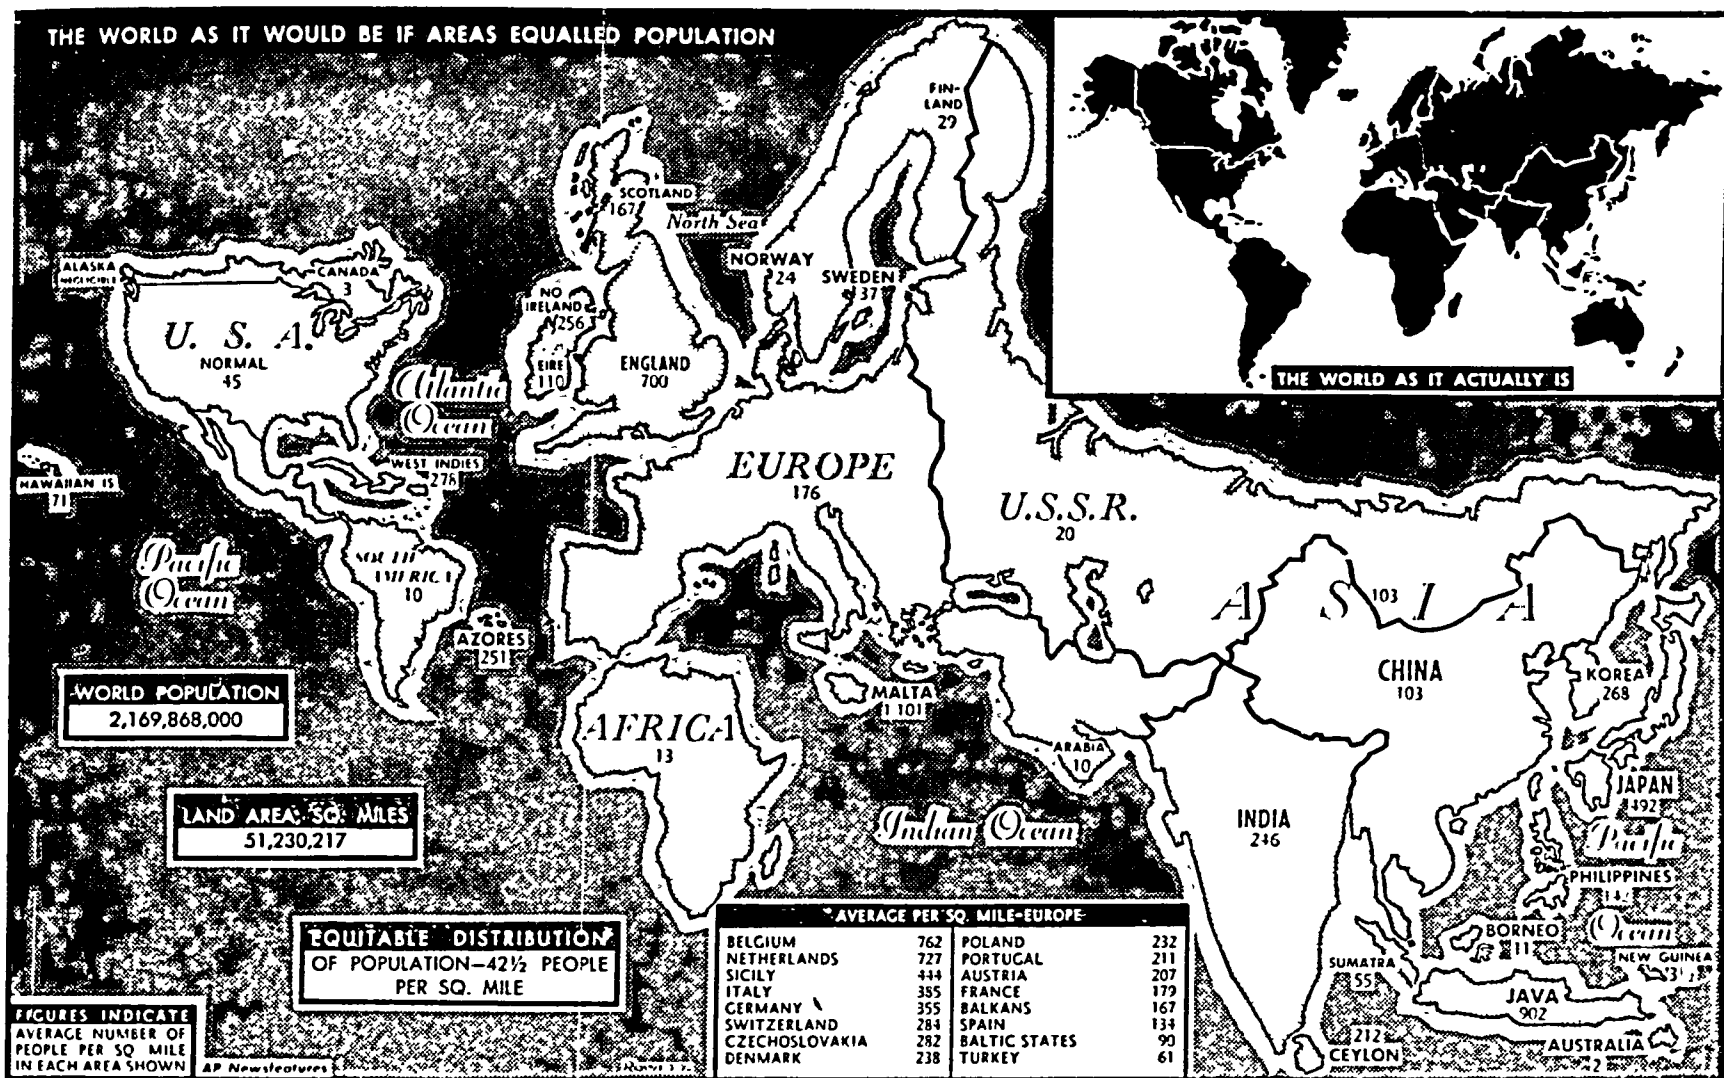 THE WORLD AS IT WOULD BE IF AREAS EQUALLED POPULATION
FIN-
LAND
29
SCOTLAND
167
North Sea
NORWAY
24
SWEDEN
37
ALASKA
NEGLIGIBLE
CANADA
3
U. S. A.
NORMAL
45
NO
IRELAND
256
EIRE
110
ENGLAND
700
Atlantic
Ocean
THE WORLD AS IT ACTUALLY IS
HAWAIIAN IS
71
WEST INDIES
278
EUROPE
176
U.S.S.R.
20
Pacific
Ocean
SOUTH
AMERICA
10
AZORES
251
ASIA
103
CHINA
103
KOREA
268
WORLD POPULATION
2,169,868,000
AFRICA
13
MALTA
1 101
ARABIA
10
JAPAN
492
LAND AREA: SQ. MILES
51,230,217
Indian Ocean
INDIA
246
Pacific
Ocean
PHILIPPINES
BORNEO
11
NEW GUINEA
SUMATRA
55
JAVA
902
212
CEYLON
AUSTRALIA
2
EQUITABLE DISTRIBUTION
OF POPULATION—42½ PEOPLE
PER SQ. MILE
AVERAGE PER SQ. MILE-EUROPE
BELGIUM 762
NETHERLANDS 727
SICILY 444
ITALY 385
GERMANY 355
SWITZERLAND 284
CZECHOSLOVAKIA 282
DENMARK 238
POLAND 232
PORTUGAL 211
AUSTRIA 207
FRANCE 179
BALKANS 167
SPAIN 134
BALTIC STATES 90
TURKEY 61
FIGURES INDICATE
AVERAGE NUMBER OF
PEOPLE PER SQ MILE
IN EACH AREA SHOWN
AP Newsfeatures